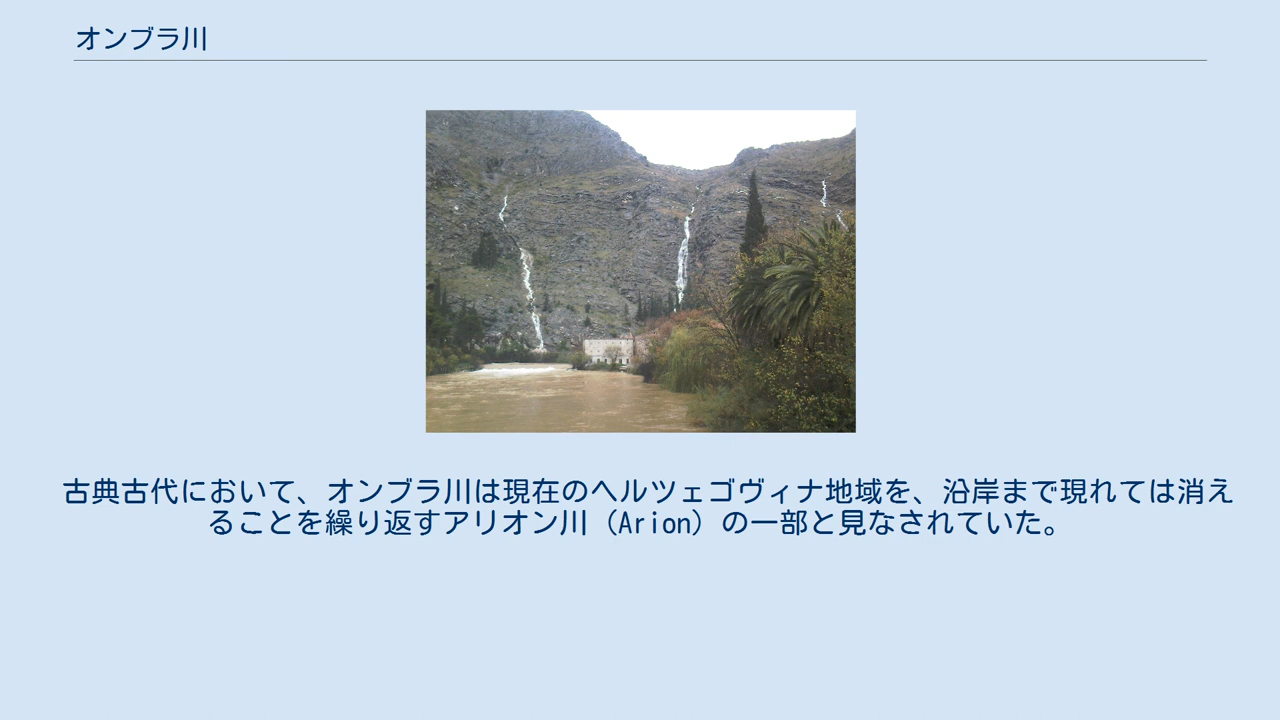 オンブラ川
古典古代において、オンブラ川は現在のヘルツェゴヴィナ地域を、沿岸まで現れては消え
ることを繰り返すアリオン川（Arion）の一部と見なされていた。